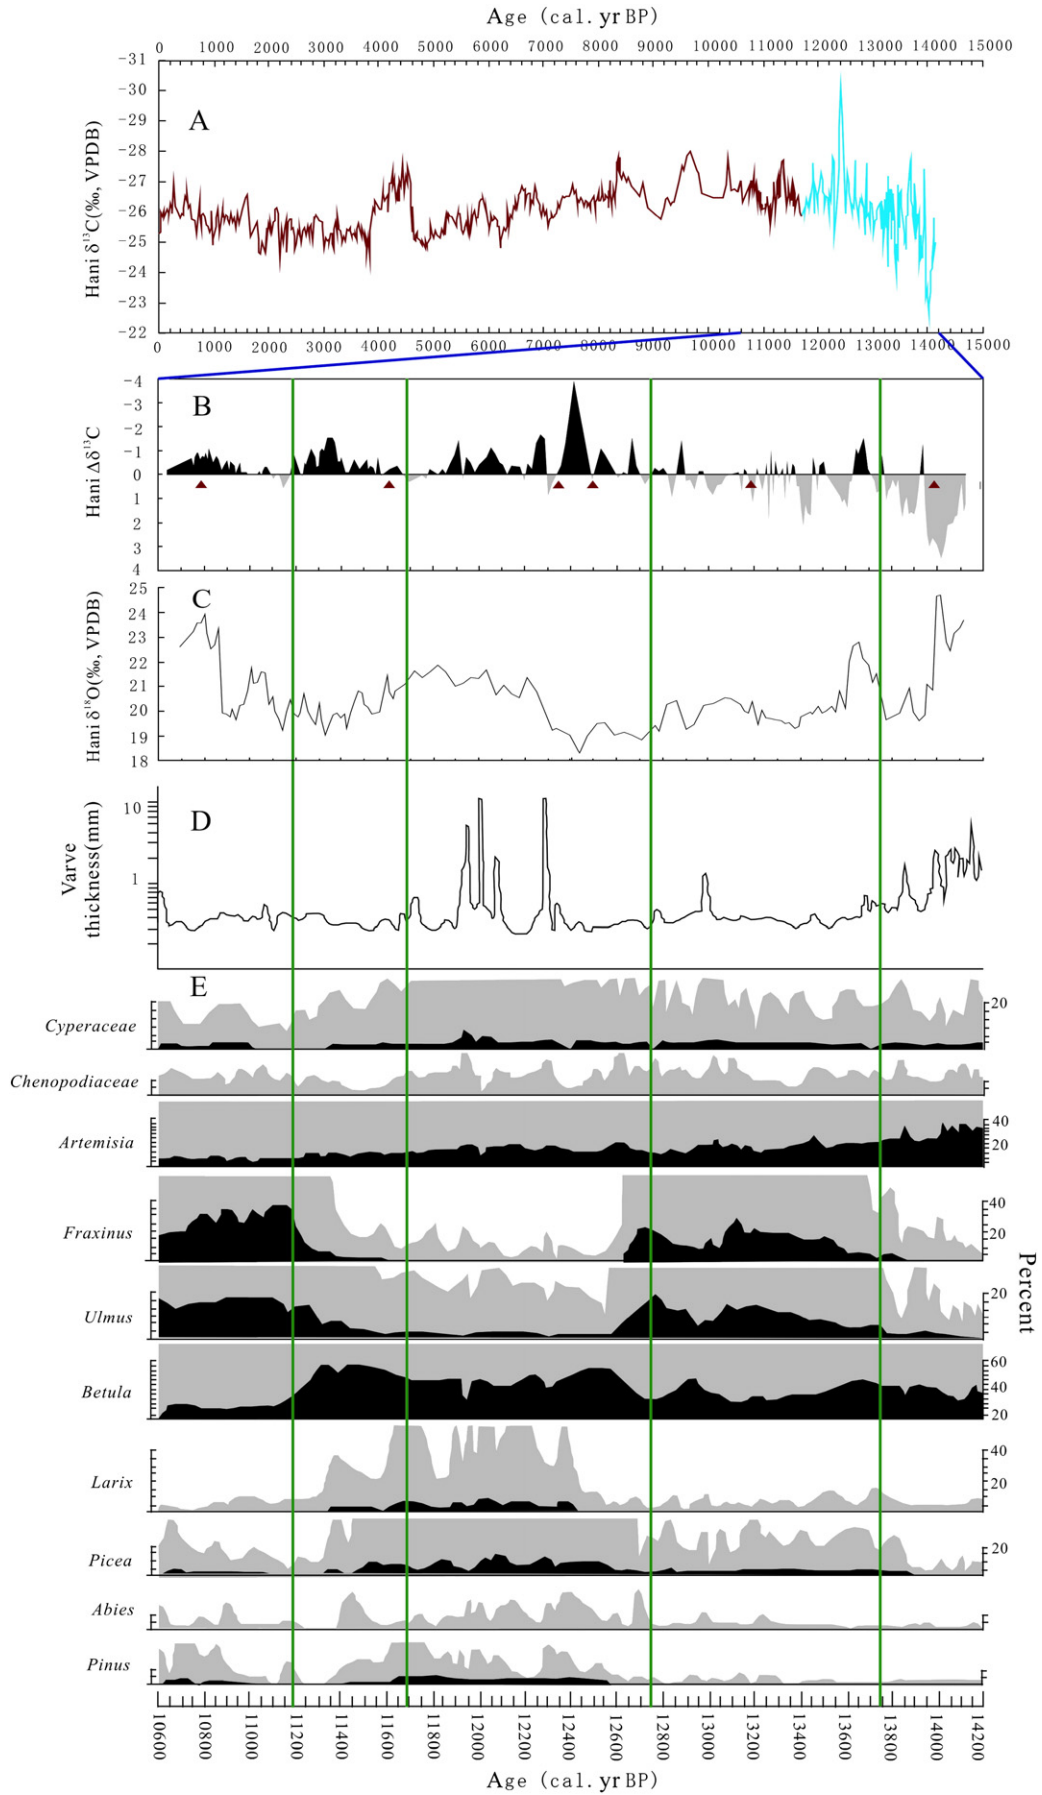 Age (cal. yr BP)
0 1000 2000 3000 4000 5000 6000 7000 8000 9000 10000 11000 12000 13000 14000 15000
-31
-30
-29
-28
-27
-26
-25
-24
-23
-22
Hani δ¹³C(‰, VPDB)
A
0 1000 2000 3000 4000 5000 6000 7000 8000 9000 10000 11000 12000 13000 14000 15000
-4
-3
-2
-1
0
1
2
3
4
Hani Δδ¹³C
B
25
24
23
22
21
20
19
18
Hani δ¹⁸O(‰, VPDB)
C
10
1
Varve
thickness(mm)
D
E
Cyperaceae
20
Chenopodiaceae
Artemisia
40
20
Fraxinus
40
20
Ulmus
20
Betula
60
40
20
Larix
40
20
Picea
20
Abies
Pinus
Percent
10600 10800 11000 11200 11400 11600 11800 12000 12200 12400 12600 12800 13000 13200 13400 13600 13800 14000 14200
Age (cal. yr BP)